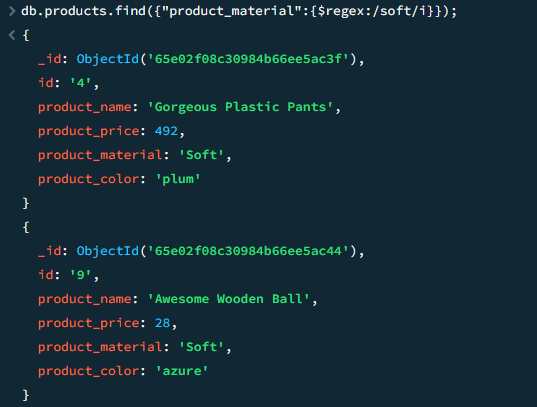 > db.products.find({"product_material":{$regex:/soft/i}});
< {
_id: ObjectId('65e02f08c30984b66ee5ac3f'),
id: '4',
product_name: 'Gorgeous Plastic Pants',
product_price: 492,
product_material: 'Soft',
product_color: 'plum'
}
{
_id: ObjectId('65e02f08c30984b66ee5ac44'),
id: '9',
product_name: 'Awesome Wooden Ball',
product_price: 28,
product_material: 'Soft',
product_color: 'azure'
}